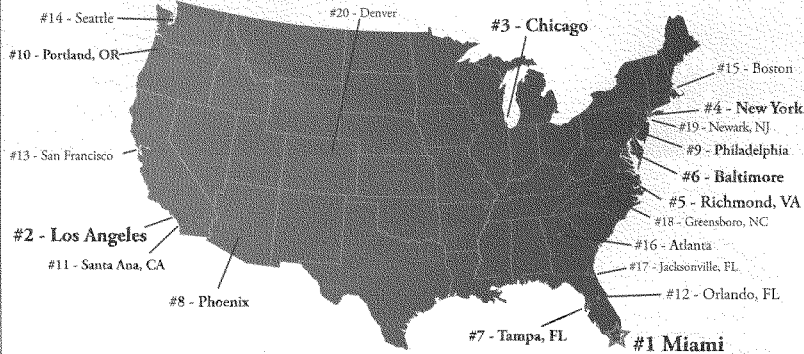 #14 - Seattle
#20 - Denver
#3 - Chicago
#10 - Portland, OR
#15 - Boston
#4 - New York
#19 - Newark, NJ
#9 - Philadelphia
#13 - San Francisco
#6 - Baltimore
#5 - Richmond, VA
#18 - Greensboro, NC
#2 - Los Angeles
#16 - Atlanta
#11 - Santa Ana, CA
#17 - Jacksonville, FL
#12 - Orlando, FL
#8 - Phoenix
#7 - Tampa, FL
#1 Miami